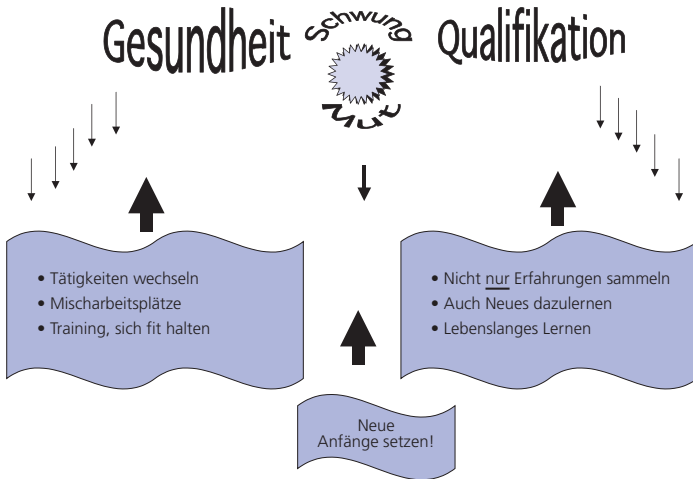 Gesundheit
Schwung
Mut
Qualifikation
• Tätigkeiten wechseln
• Mischarbeitsplätze
• Training, sich fit halten
• Nicht nur Erfahrungen sammeln
• Auch Neues dazulernen
• Lebenslanges Lernen
Neue
Anfänge setzen!